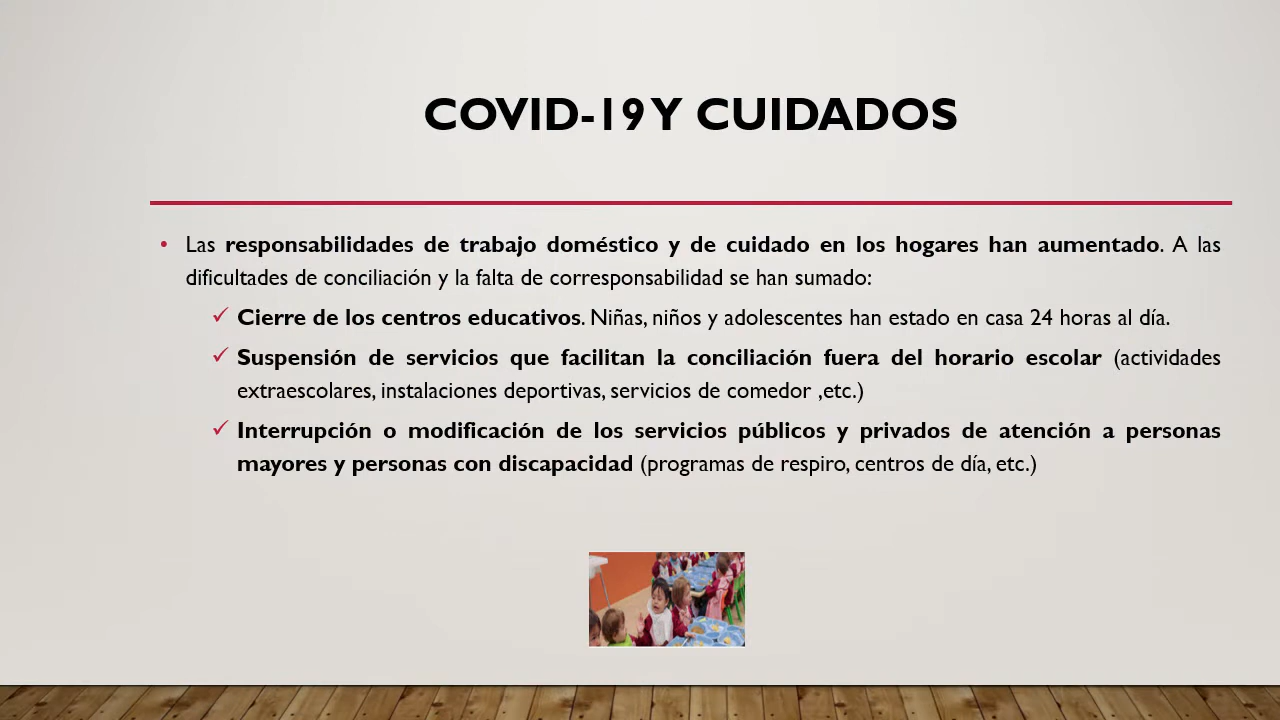 COVID-19 Y CUIDADOS
• Las responsabilidades de trabajo doméstico y de cuidado en los hogares han aumentado. A las
dificultades de conciliación y la falta de corresponsabilidad se han sumado:
✓ Cierre de los centros educativos. Niñas, niños y adolescentes han estado en casa 24 horas al día.
✓ Suspensión de servicios que facilitan la conciliación fuera del horario escolar (actividades
extraescolares, instalaciones deportivas, servicios de comedor ,etc.)
✓ Interrupción o modificación de los servicios públicos y privados de atención a personas
mayores y personas con discapacidad (programas de respiro, centros de día, etc.)